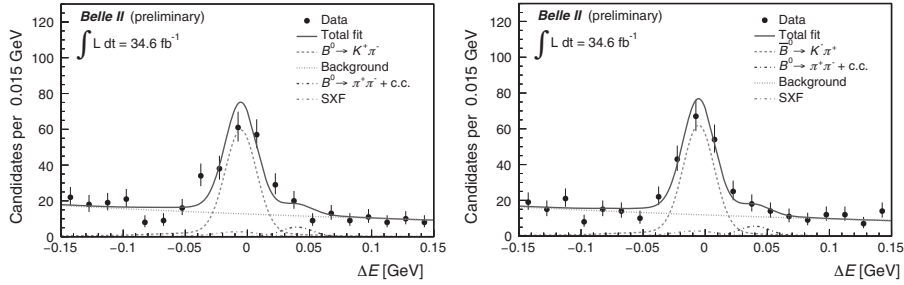 Belle II (preliminary)
∫ L dt = 34.6 fb⁻¹
Data
Total fit
B⁰ → K⁺π⁻
Background
B⁰ → π⁺π⁻ + c.c.
SXF
Candidates per 0.015 GeV
120
100
80
60
40
20
0
−0.15 −0.1 −0.05 0 0.05 0.1 0.15
ΔE [GeV]
Belle II (preliminary)
∫ L dt = 34.6 fb⁻¹
Data
Total fit
B̅⁰ → K⁻π⁺
B⁰ → π⁺π⁻ + c.c.
Background
SXF
Candidates per 0.015 GeV
120
100
80
60
40
20
0
−0.15 −0.1 −0.05 0 0.05 0.1 0.15
ΔE [GeV]